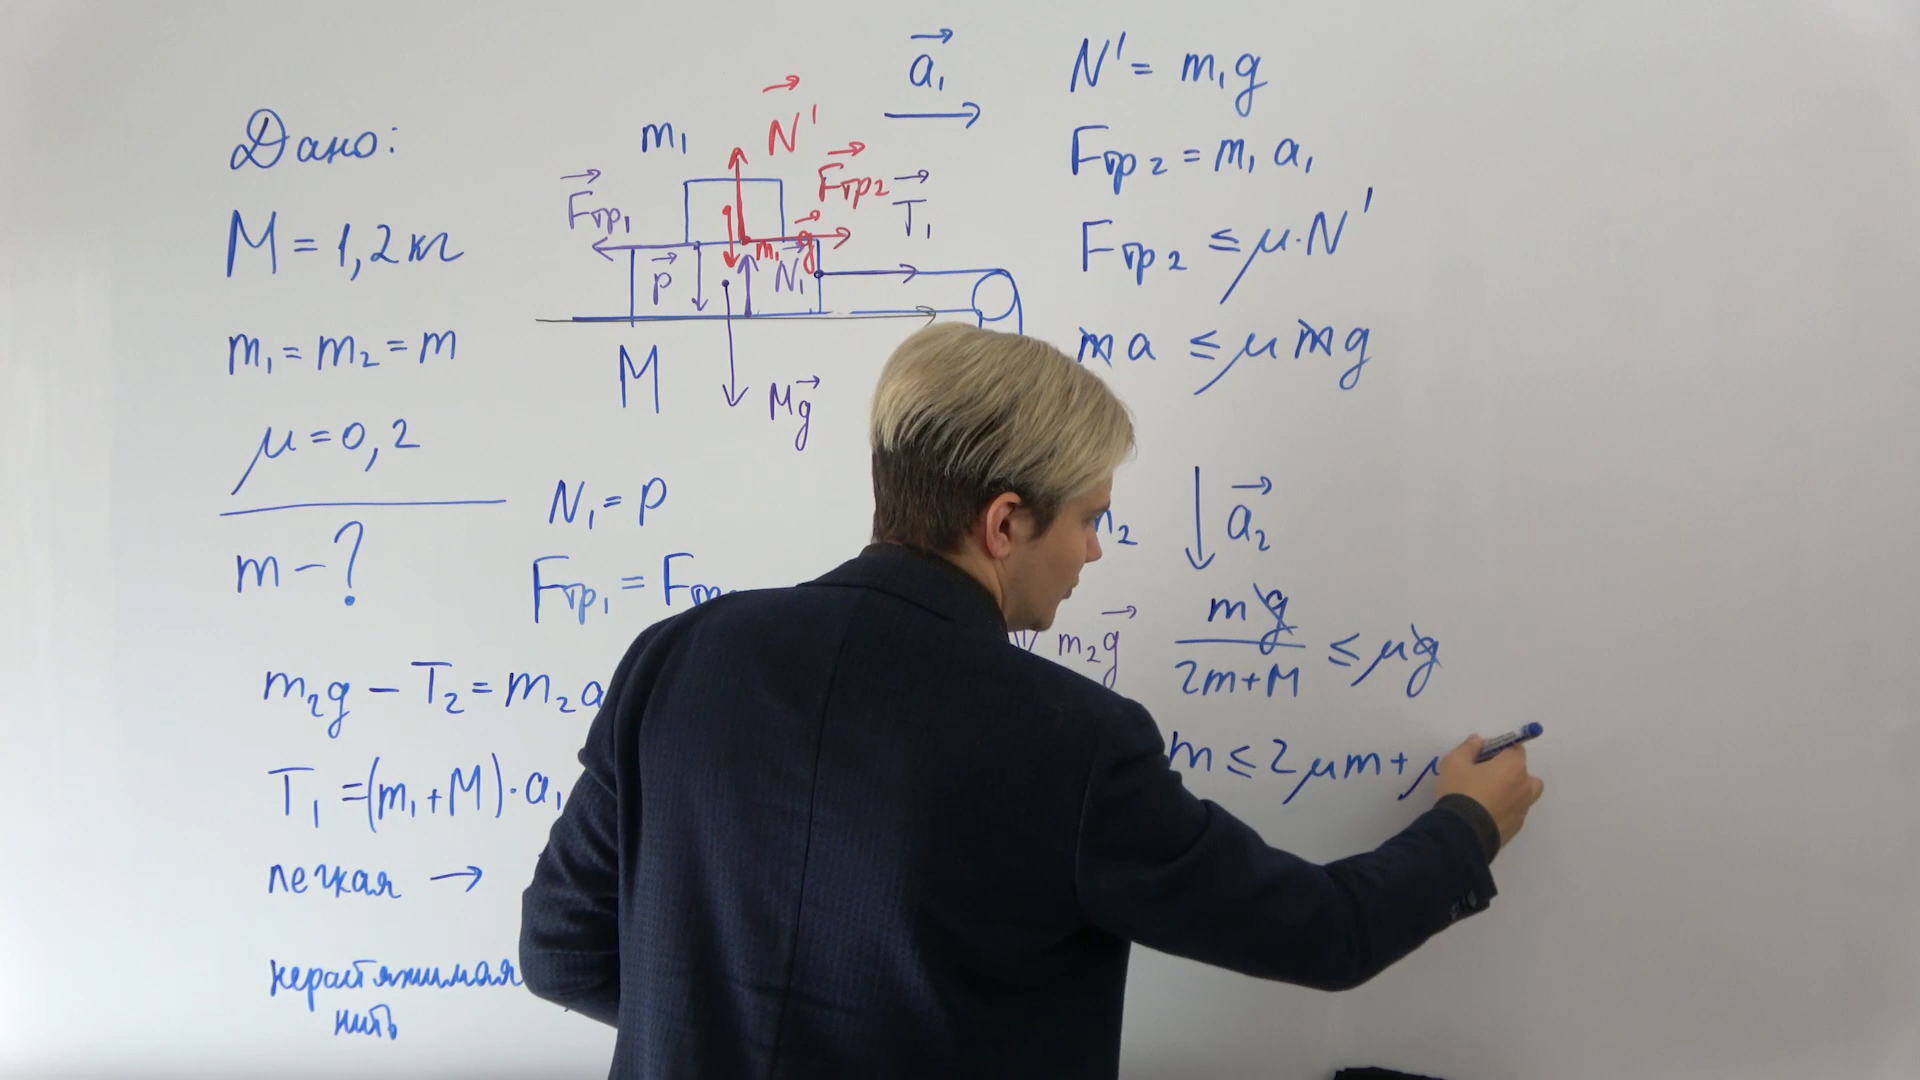 Дано:
M = 1,2 кг
m₁ = m₂ = m
μ = 0,2
m – ?
m₁
N'
Fтр₂
Fтр₁
T₁
a₁
P
m₁g
N₁
M
Mg
N₁ = P
Fтр₁ =
m₂g – T₂ = m₂a
T₁ = (m₁ + M) · a₁
легкая →
нерастяжимая
нить
N' = m₁g
Fтр₂ = m₁a₁
Fтр₂ ≤ μ · N'
ma ≤ μmg
a₂
m₂g
mg / 2m+M ≤ μg
m ≤ 2μm + μ